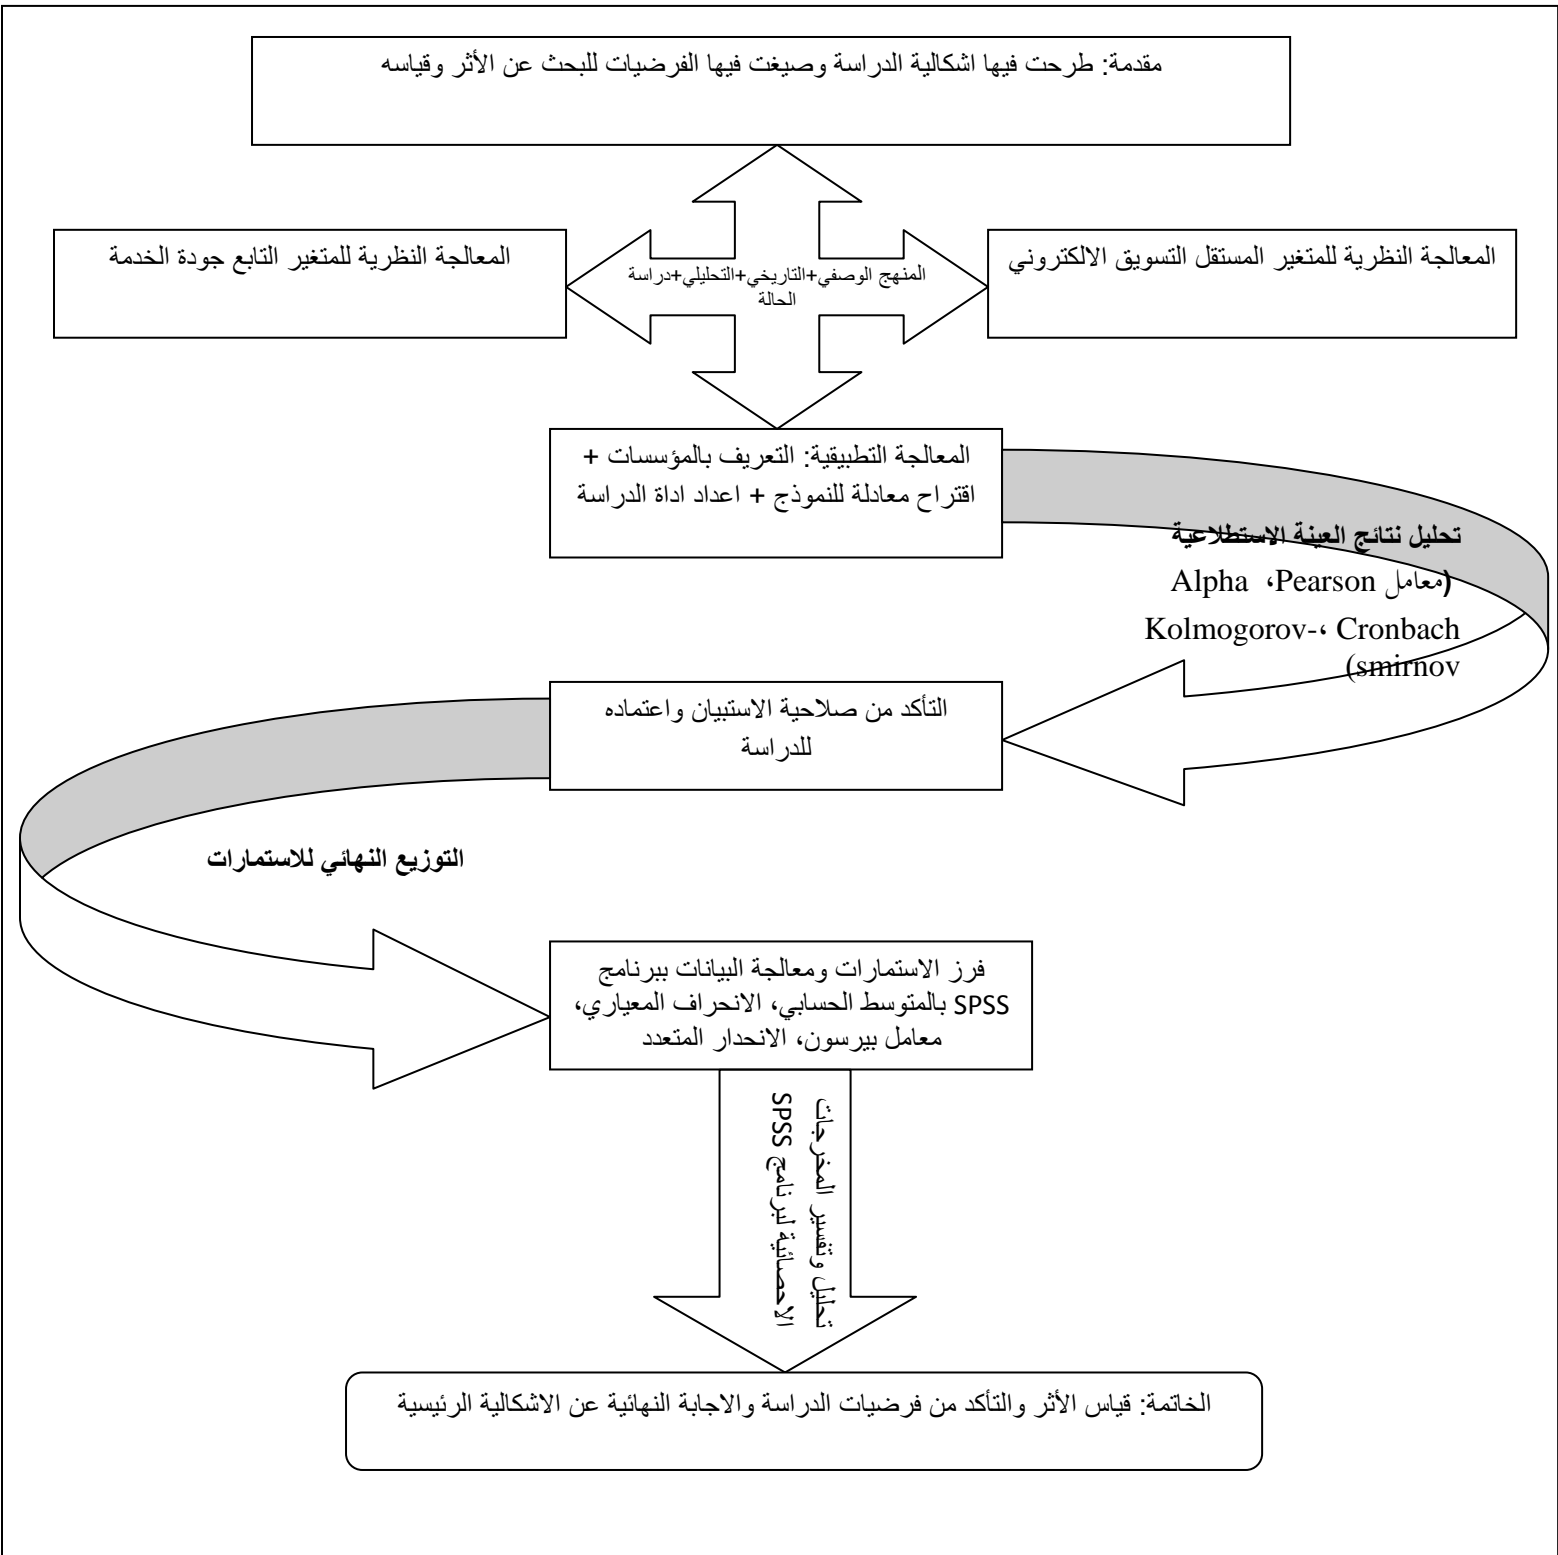 مقدمة: طرحت فيها اشكالية الدراسة وصيغت فيها الفرضيات للبحث عن الأثر وقياسه
المعالجة النظرية للمتغير المستقل التسويق الالكتروني
المنهج الوصفي+التاريخي+التحليلي+دراسة
الحالة
المعالجة النظرية للمتغير التابع جودة الخدمة
المعالجة التطبيقية: التعريف بالمؤسسات +
اقتراح معادلة للنموذج + اعداد اداة الدراسة
تحليل نتائج العينة الاستطلاعية
(معامل Pearson، Alpha
Cronbach ،Kolmogorov-
smirnov)
التأكد من صلاحية الاستبيان واعتماده
للدراسة
التوزيع النهائي للاستمارات
فرز الاستمارات ومعالجة البيانات ببرنامج
SPSS بالمتوسط الحسابي، الانحراف المعياري،
معامل بيرسون، الانحدار المتعدد
تحليل وتفسير المخرجات
الاحصائية لبرنامج SPSS
الخاتمة: قياس الأثر والتأكد من فرضيات الدراسة والاجابة النهائية عن الاشكالية الرئيسية